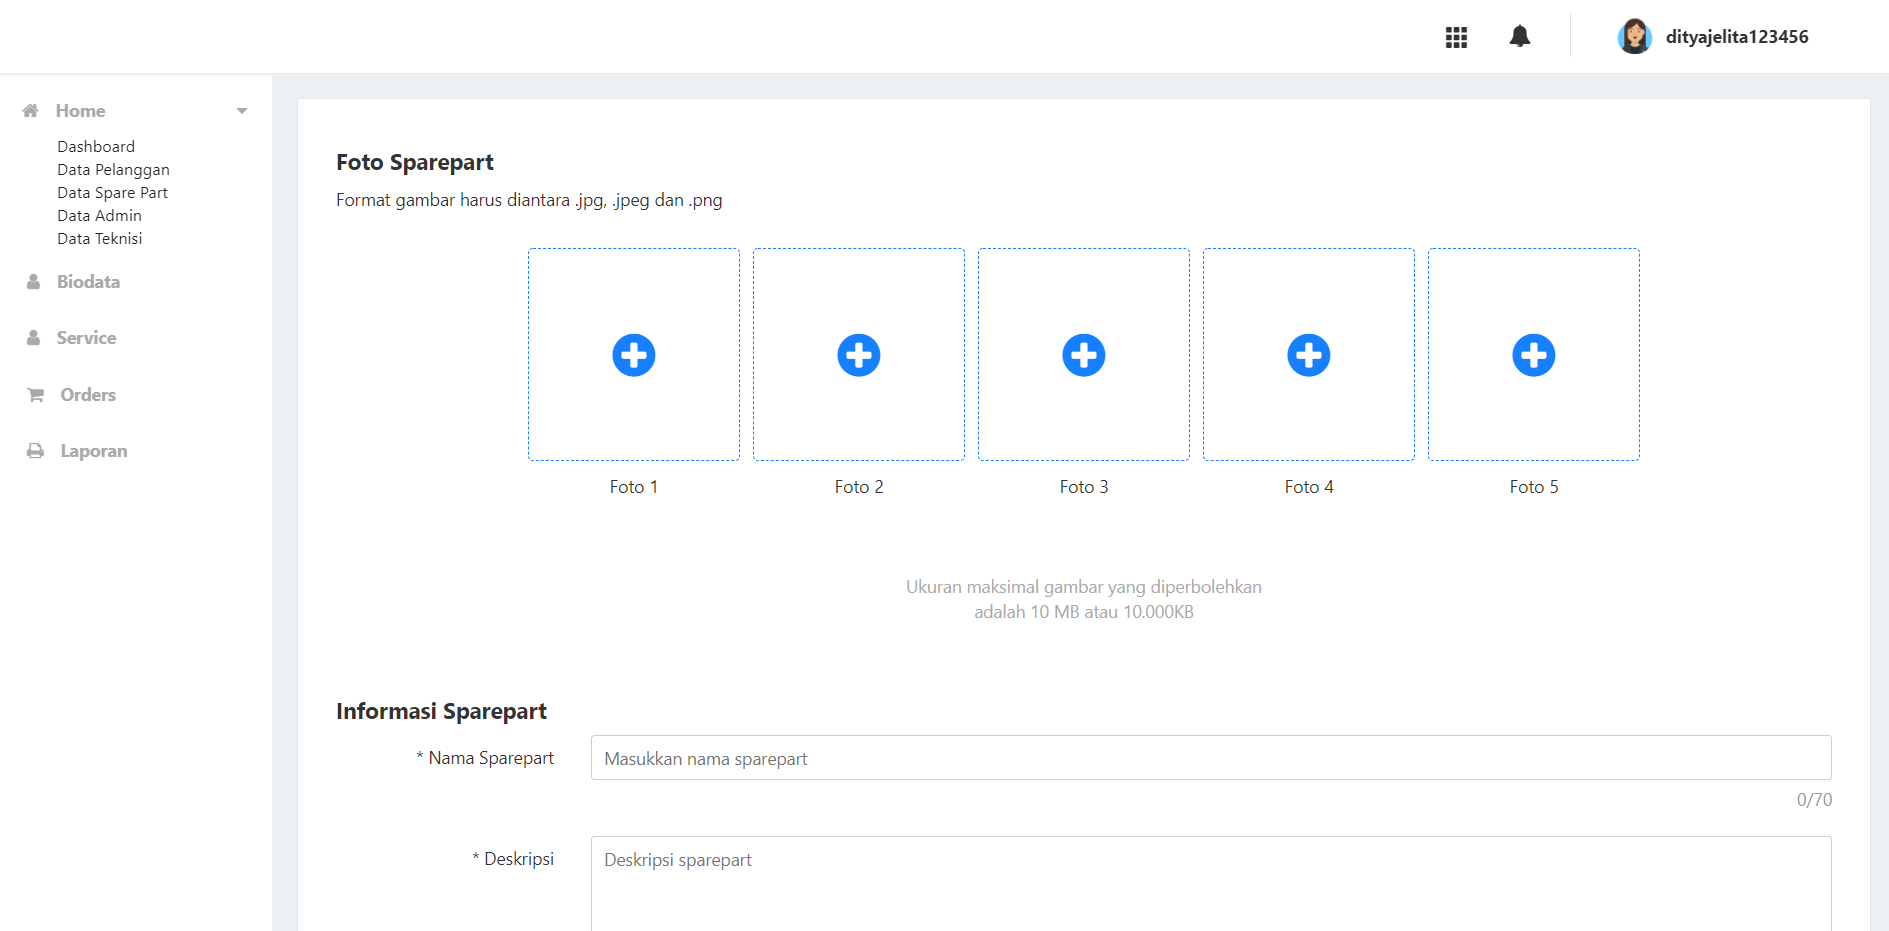 dityajelita123456
Home
Dashboard
Data Pelanggan
Data Spare Part
Data Admin
Data Teknisi
Biodata
Service
Orders
Laporan
Foto Sparepart
Format gambar harus diantara .jpg, .jpeg dan .png
Foto 1
Foto 2
Foto 3
Foto 4
Foto 5
Ukuran maksimal gambar yang diperbolehkan
adalah 10 MB atau 10.000KB
Informasi Sparepart
* Nama Sparepart
Masukkan nama sparepart
0/70
* Deskripsi
Deskripsi sparepart